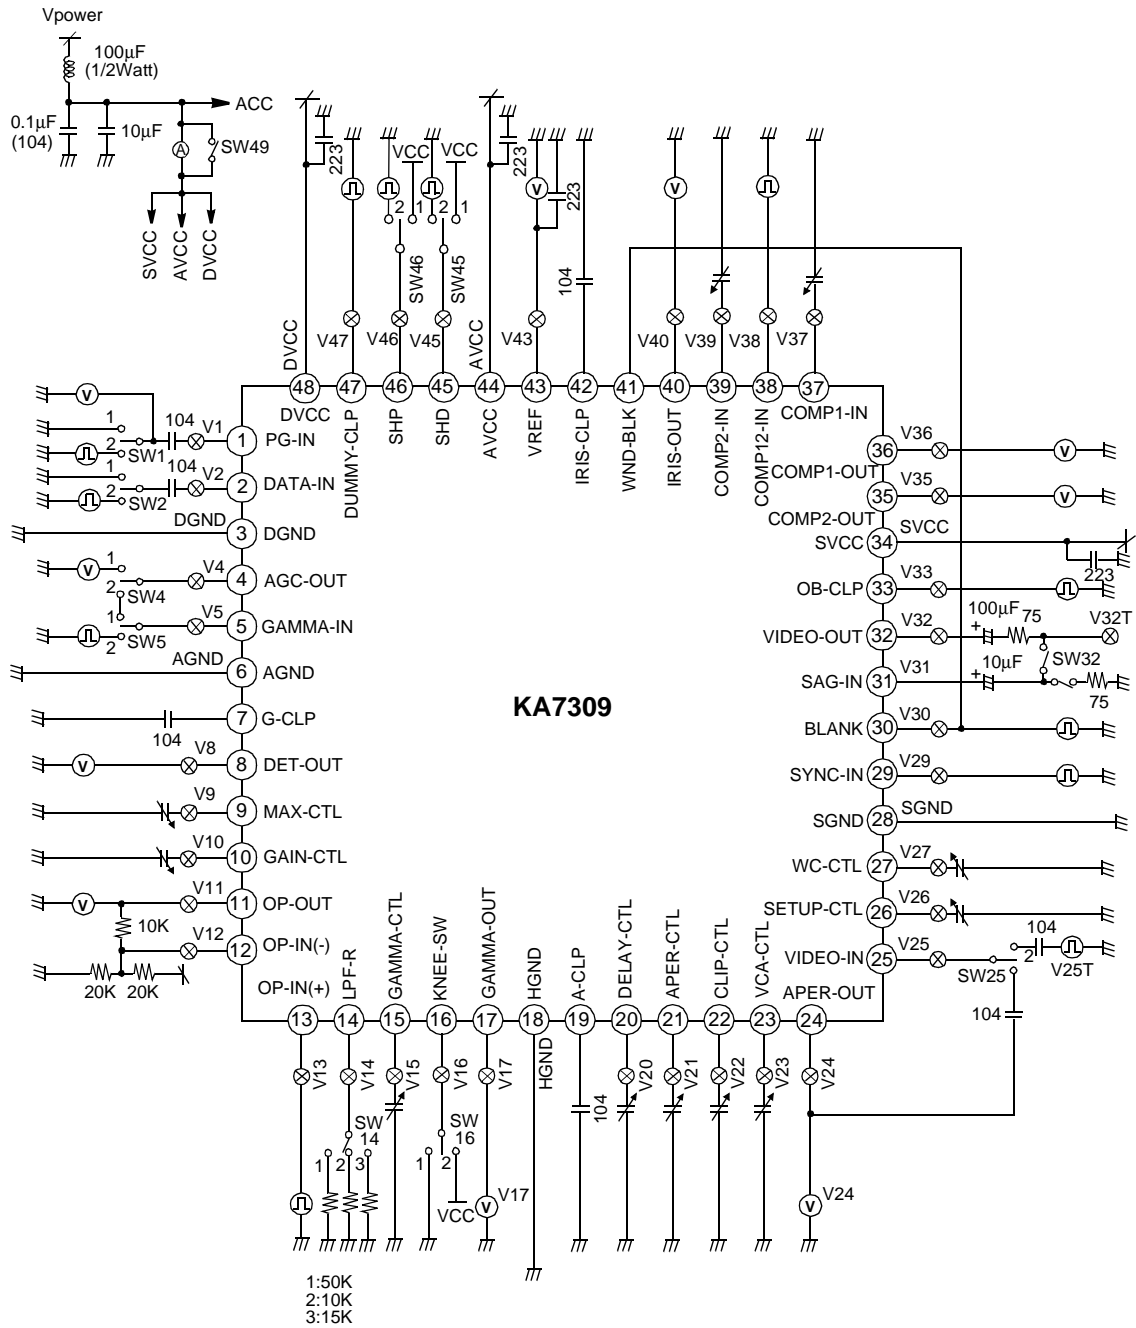 Vpower
100μF
(1/2Watt)
ACC
0.1μF
(104)
10μF
A
SW49
SVCC
AVCC
DVCC
223
VCC
VCC
223
V
223
V
2
1
2
1
SW46
SW45
104
DVCC
V47
V46
V45
AVCC
V43
V40
V39
V38
V37
48
47
46
45
44
43
42
41
40
39
38
37
DVCC
DUMMY-CLP
SHP
SHD
AVCC
VREF
IRIS-CLP
WND-BLK
IRIS-OUT
COMP2-IN
COMP12-IN
COMP1-IN
V
1
2
SW1
104
V1
1
PG-IN
1
2
SW2
104
V2
2
DATA-IN
DGND
3
DGND
V
1
2
SW4
V4
4
AGC-OUT
1
2
SW5
V5
5
GAMMA-IN
AGND
6
AGND
104
7
G-CLP
V
V8
8
DET-OUT
V9
9
MAX-CTL
V10
10
GAIN-CTL
V
V11
11
OP-OUT
10K
V12
12
OP-IN(-)
20K
20K
OP-IN(+)
KA7309
V36
36
V
COMP1-OUT
V35
35
V
COMP2-OUT
SVCC
34
SVCC
223
OB-CLP
33
V33
VIDEO-OUT
32
V32
100μF
+
75
V32T
SW32
SAG-IN
31
V31
10μF
+
75
BLANK
30
V30
SYNC-IN
29
V29
SGND
28
SGND
WC-CTL
27
V27
SETUP-CTL
26
V26
VIDEO-IN
25
V25
SW25
104
2
V25T
APER-OUT
104
LPF-R
GAMMA-CTL
KNEE-SW
GAMMA-OUT
HGND
A-CLP
DELAY-CTL
APER-CTL
CLIP-CTL
VCA-CTL
13
14
15
16
17
18
19
20
21
22
23
24
V13
V14
V15
V16
V17
HGND
104
V20
V21
V22
V23
V24
SW
14
1
2
3
SW
16
1
2
VCC
V
V17
V
V24
1:50K
2:10K
3:15K